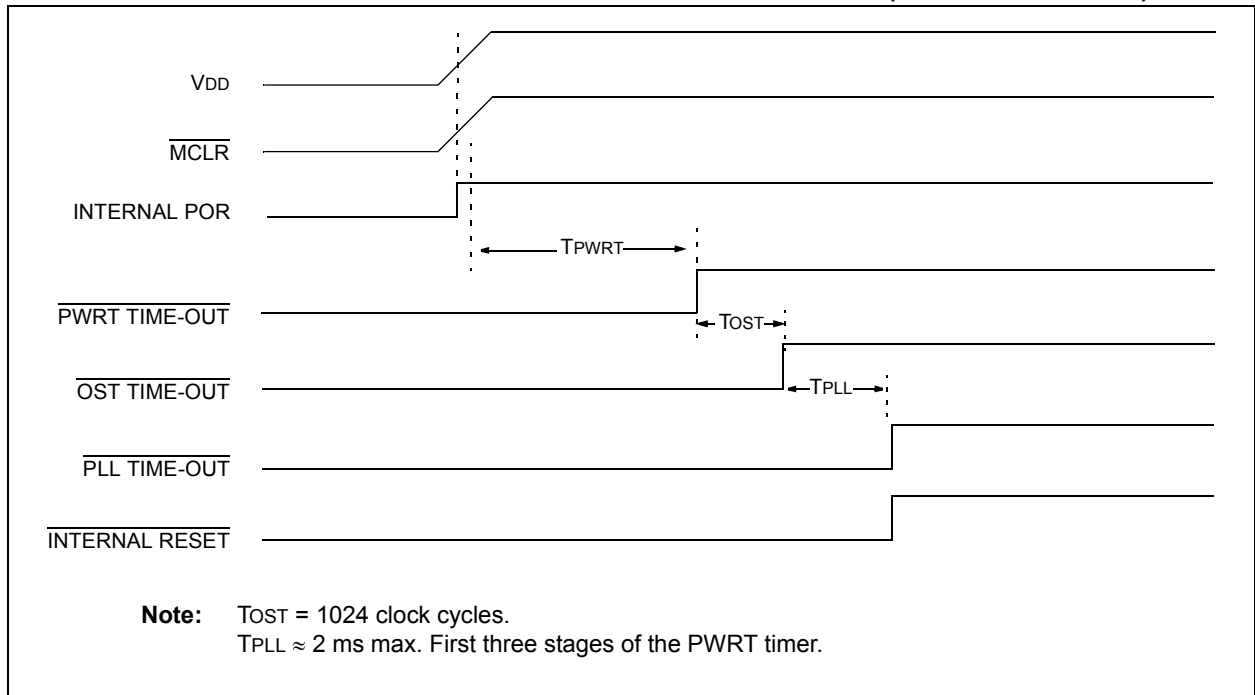 VDD
MCLR
INTERNAL POR
TPWRT
PWRT TIME-OUT
TOST
OST TIME-OUT
TPLL
PLL TIME-OUT
INTERNAL RESET
Note: TOST = 1024 clock cycles.
TPLL ≈ 2 ms max. First three stages of the PWRT timer.